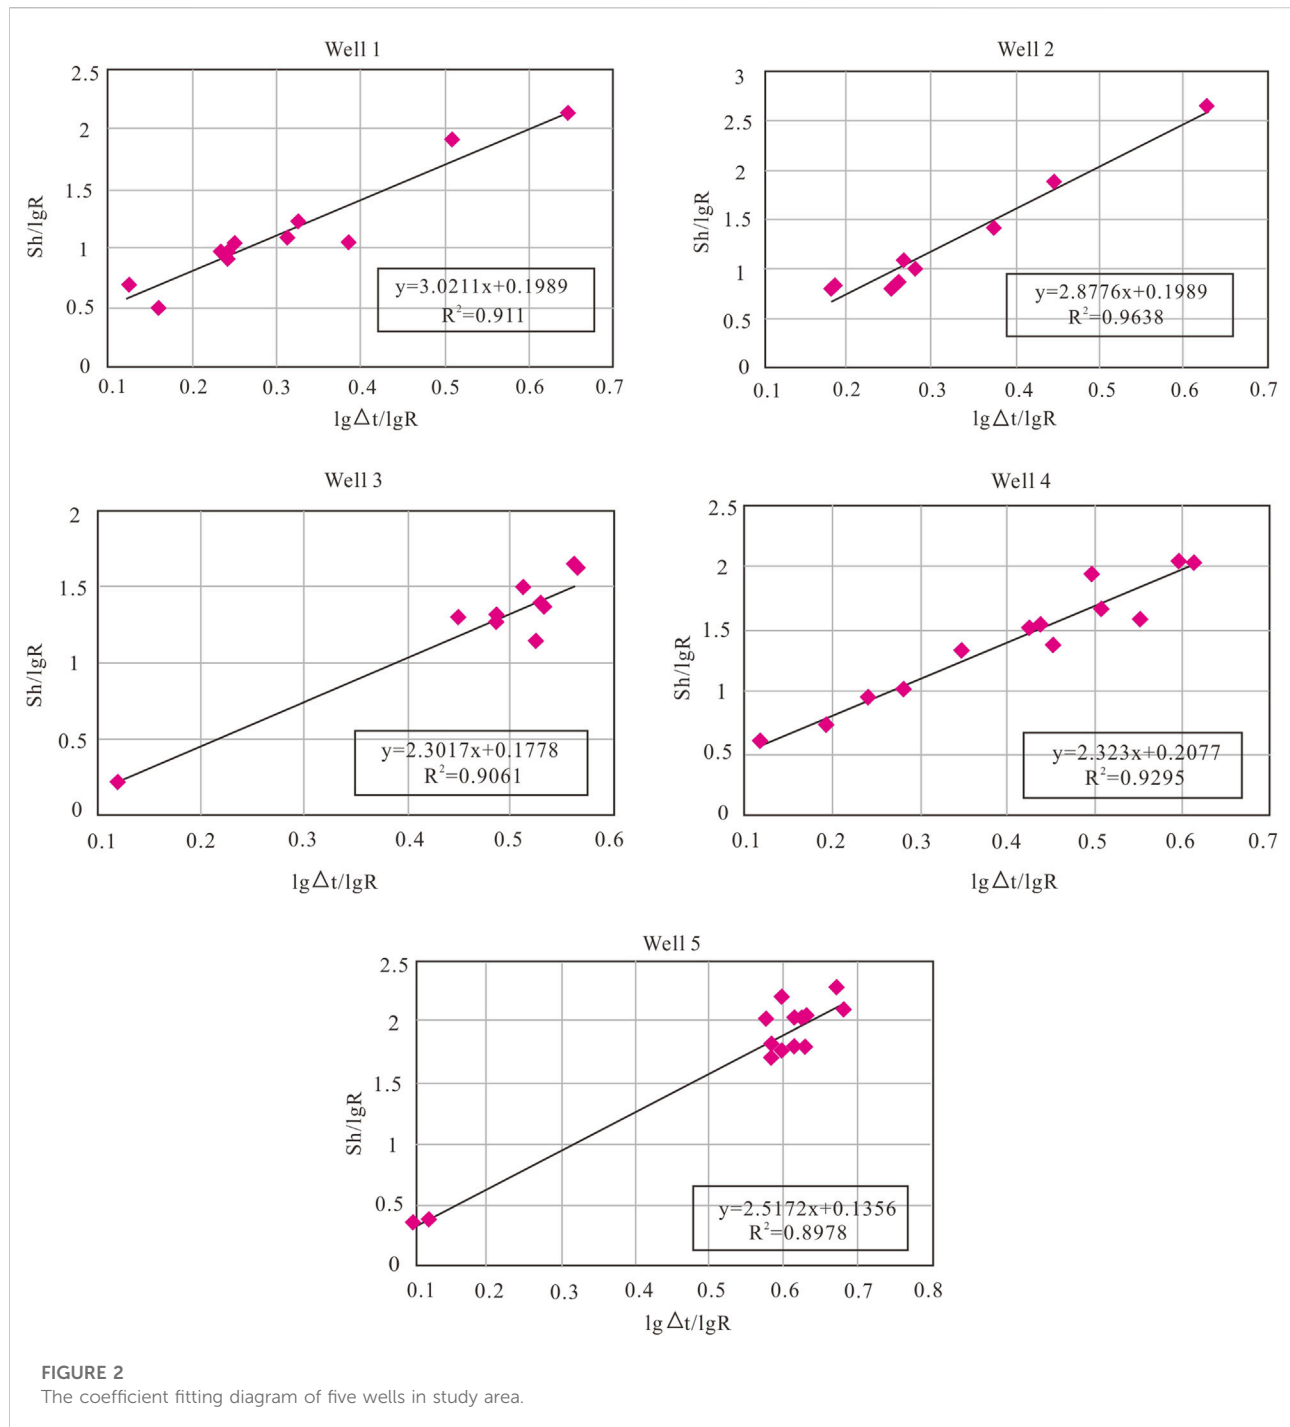 Well 1
2.5
2
1.5
1
0.5
0
Sh/lgR
y=3.0211x+0.1989
R²=0.911
0.1 0.2 0.3 0.4 0.5 0.6 0.7
lg△t/lgR
Well 2
3
2.5
2
1.5
1
0.5
0
Sh/lgR
y=2.8776x+0.1989
R²=0.9638
0.1 0.2 0.3 0.4 0.5 0.6 0.7
lg△t/lgR
Well 3
2
1.5
1
0.5
0
Sh/lgR
y=2.3017x+0.1778
R²=0.9061
0.1 0.2 0.3 0.4 0.5 0.6
lg△t/lgR
Well 4
2.5
2
1.5
1
0.5
0
Sh/lgR
y=2.323x+0.2077
R²=0.9295
0.1 0.2 0.3 0.4 0.5 0.6 0.7
lg△t/lgR
Well 5
2.5
2
1.5
1
0.5
0
Sh/lgR
y=2.5172x+0.1356
R²=0.8978
0.1 0.2 0.3 0.4 0.5 0.6 0.7 0.8
lg△t/lgR
FIGURE 2
The coefficient fitting diagram of five wells in study area.